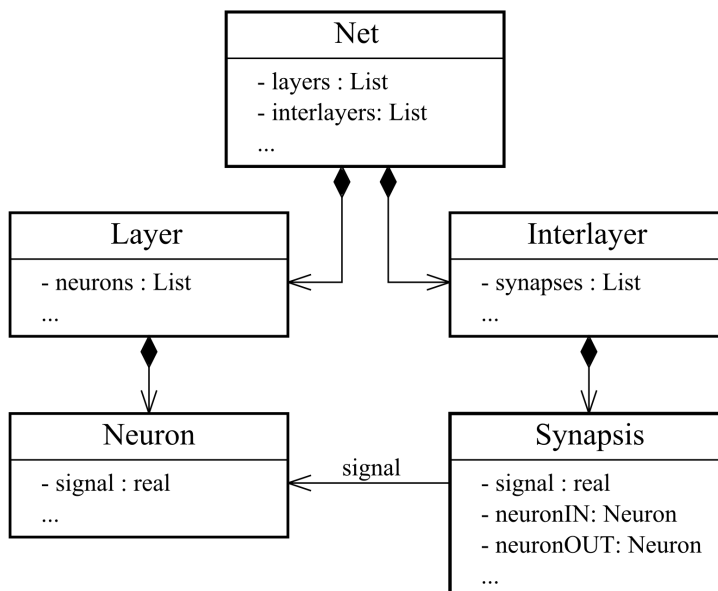 Net
- layers : List
- interlayers: List
...
Layer
- neurons : List
...
Interlayer
- synapses : List
...
Neuron
- signal : real
...
signal
Synapsis
- signal : real
- neuronIN: Neuron
- neuronOUT: Neuron
...